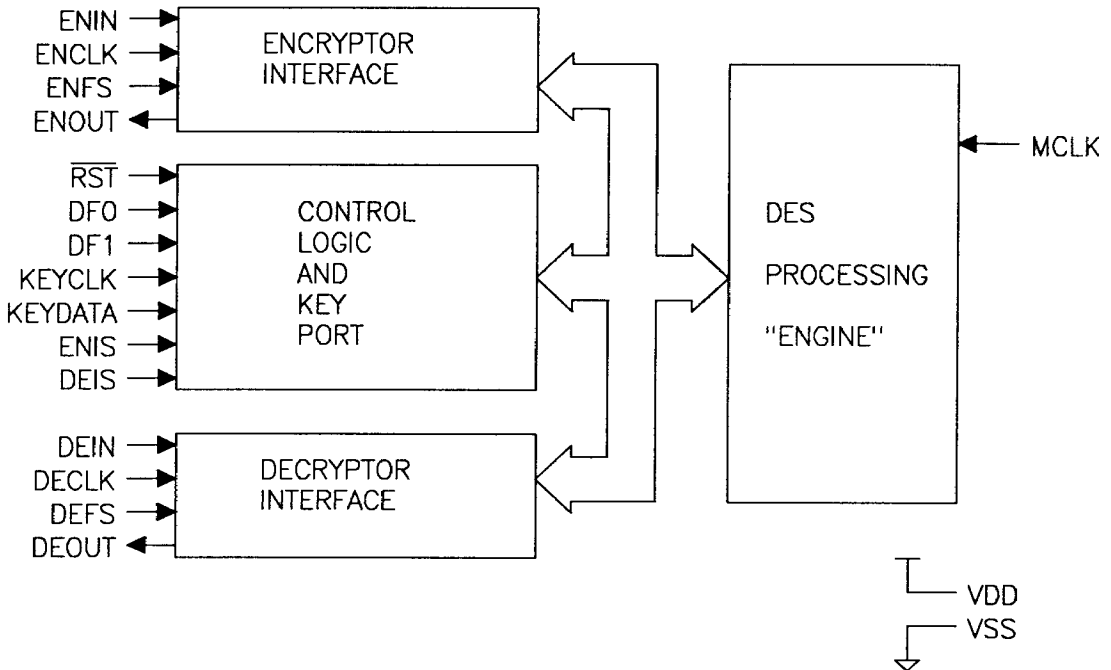 ENIN
ENCLK
ENFS
ENOUT
ENCRYPTOR
INTERFACE
R̅S̅T̅
DF0
DF1
KEYCLK
KEYDATA
ENIS
DEIS
CONTROL
LOGIC
AND
KEY
PORT
DEIN
DECLK
DEFS
DEOUT
DECRYPTOR
INTERFACE
DES
PROCESSING
"ENGINE"
MCLK
VDD
VSS